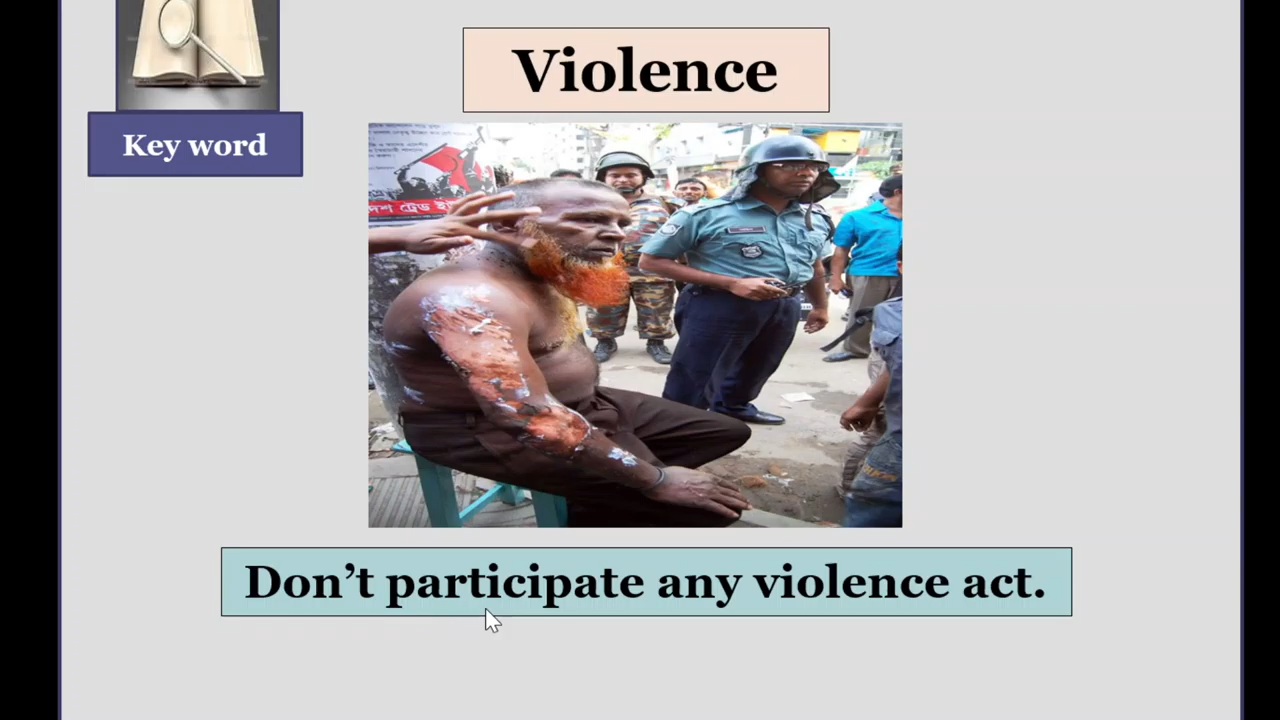 Violence
Key word
দেশ ট্রেড ই
Don't participate any violence act.